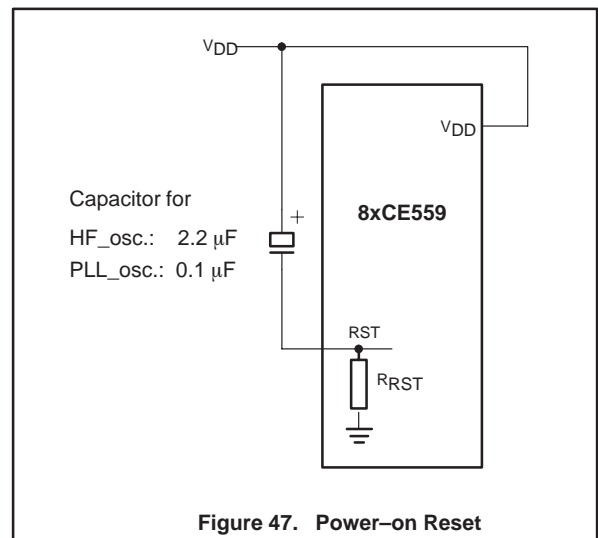 VDD
VDD
8xCE559
Capacitor for
+
HF_osc.: 2.2 μF
PLL_osc.: 0.1 μF
RST
RRST
Figure 47. Power–on Reset